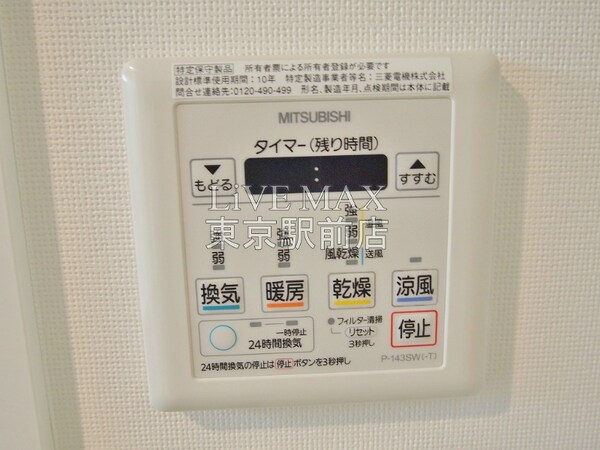 特定保守製品 所有者票による所有者登録が必要です
設計標準使用期間：10年 特定製造事業者等名：三菱電機株式会社
問合せ連絡先：0120-490-499 形名、製造年月、点検期間は本体に記載
MITSUBISHI
タイマー(残り時間)
▼ ▲
もどる すすむ
LIVE MAX
東京駅前店
強 強 強
弱 弱 弱 温風
風乾燥 送風
換気 暖房 乾燥 涼風
一時停止
24時間換気
フィルター清掃
リセット
3秒押し
停止
24時間換気の停止は 停止 ボタンを3秒押し
P-143SW(-T)